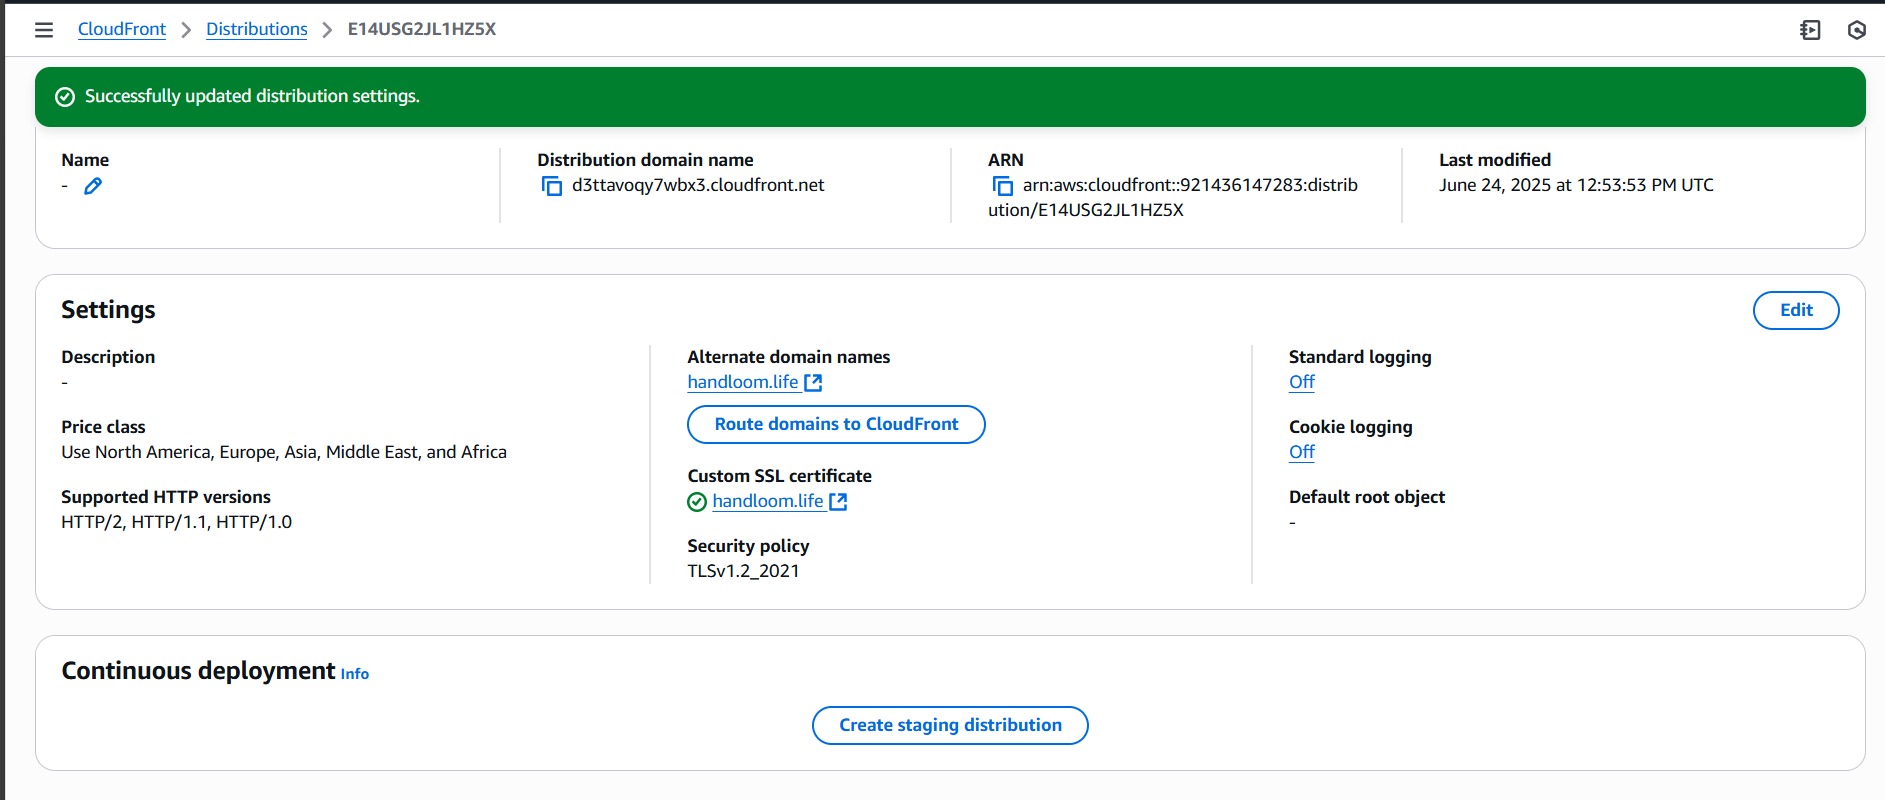 CloudFront > Distributions > E14USG2JL1HZ5X
Successfully updated distribution settings.
Name
-
Distribution domain name
d3ttavoqy7wbx3.cloudfront.net
ARN
arn:aws:cloudfront::921436147283:distrib
ution/E14USG2JL1HZ5X
Last modified
June 24, 2025 at 12:53:53 PM UTC
Settings
Edit
Description
-
Price class
Use North America, Europe, Asia, Middle East, and Africa
Supported HTTP versions
HTTP/2, HTTP/1.1, HTTP/1.0
Alternate domain names
handloom.life
Route domains to CloudFront
Custom SSL certificate
handloom.life
Security policy
TLSv1.2_2021
Standard logging
Off
Cookie logging
Off
Default root object
-
Continuous deployment Info
Create staging distribution